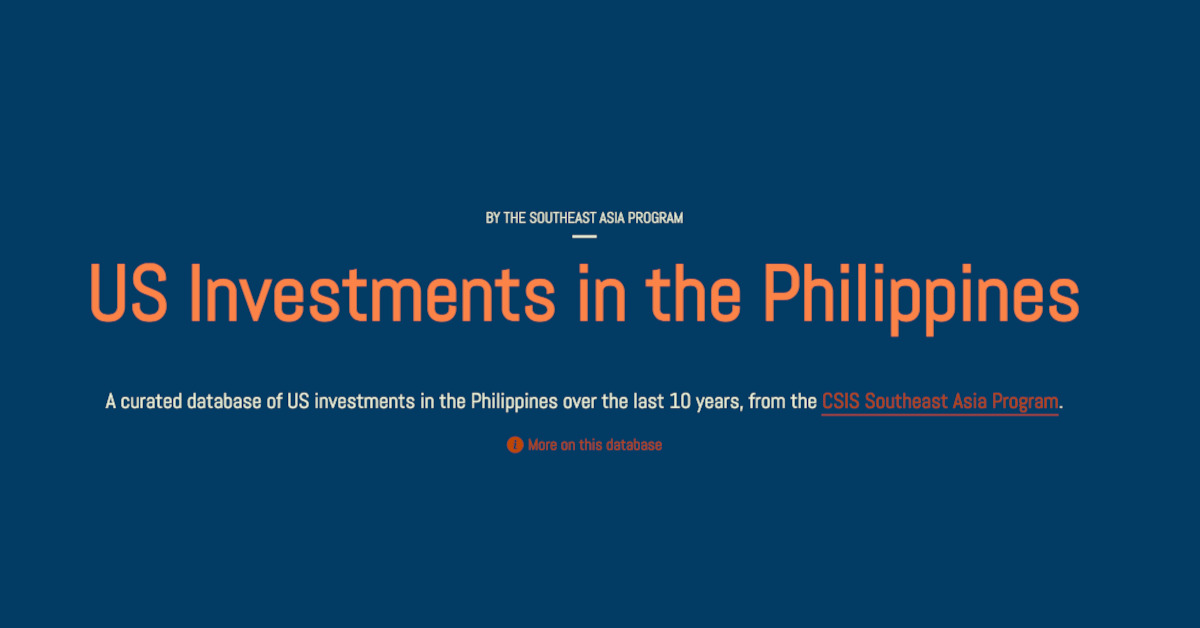 BY THE SOUTHEAST ASIA PROGRAM
US Investments in the Philippines
A curated database of US investments in the Philippines over the last 10 years, from the CSIS Southeast Asia Program.
i More on this database